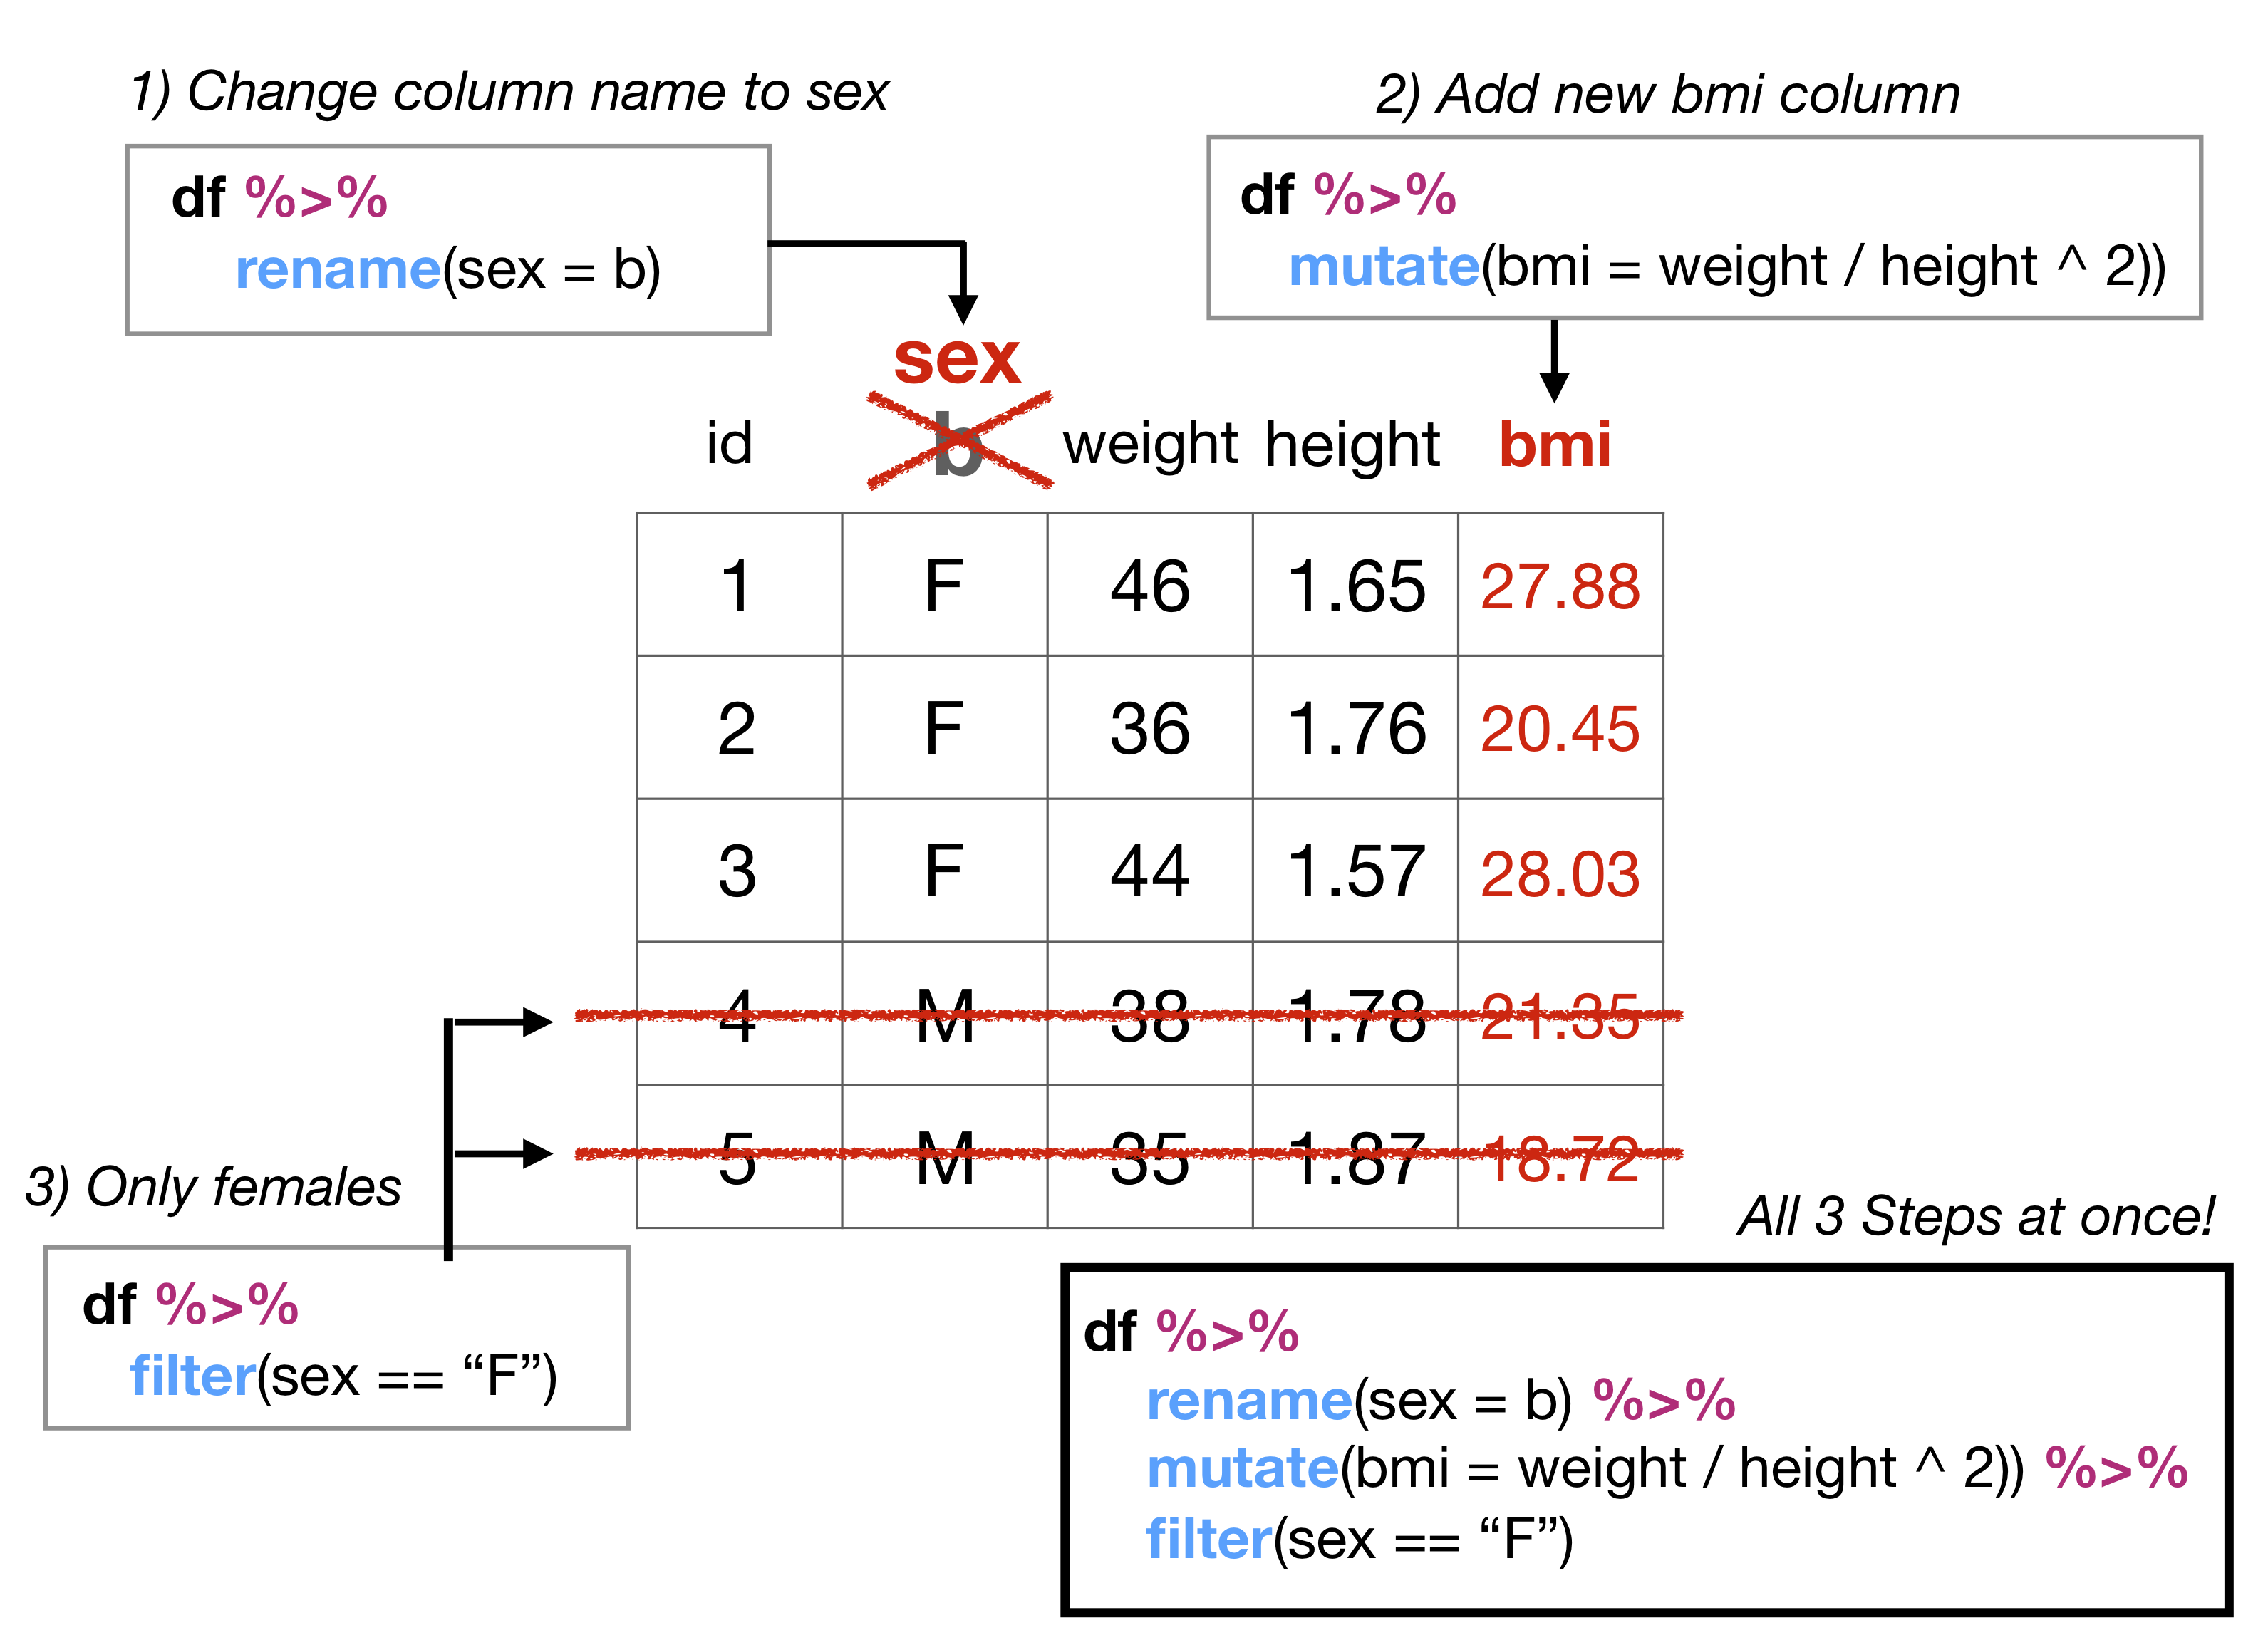 1) Change column name to sex
df %>%
rename(sex = b)
2) Add new bmi column
df %>%
mutate(bmi = weight / height ^ 2))
sex
id b weight height bmi
1 F 46 1.65 27.88
2 F 36 1.76 20.45
3 F 44 1.57 28.03
4 M 38 1.78 21.35
5 M 35 1.87 18.72
3) Only females
df %>%
filter(sex == “F”)
All 3 Steps at once!
df %>%
rename(sex = b) %>%
mutate(bmi = weight / height ^ 2)) %>%
filter(sex == “F”)